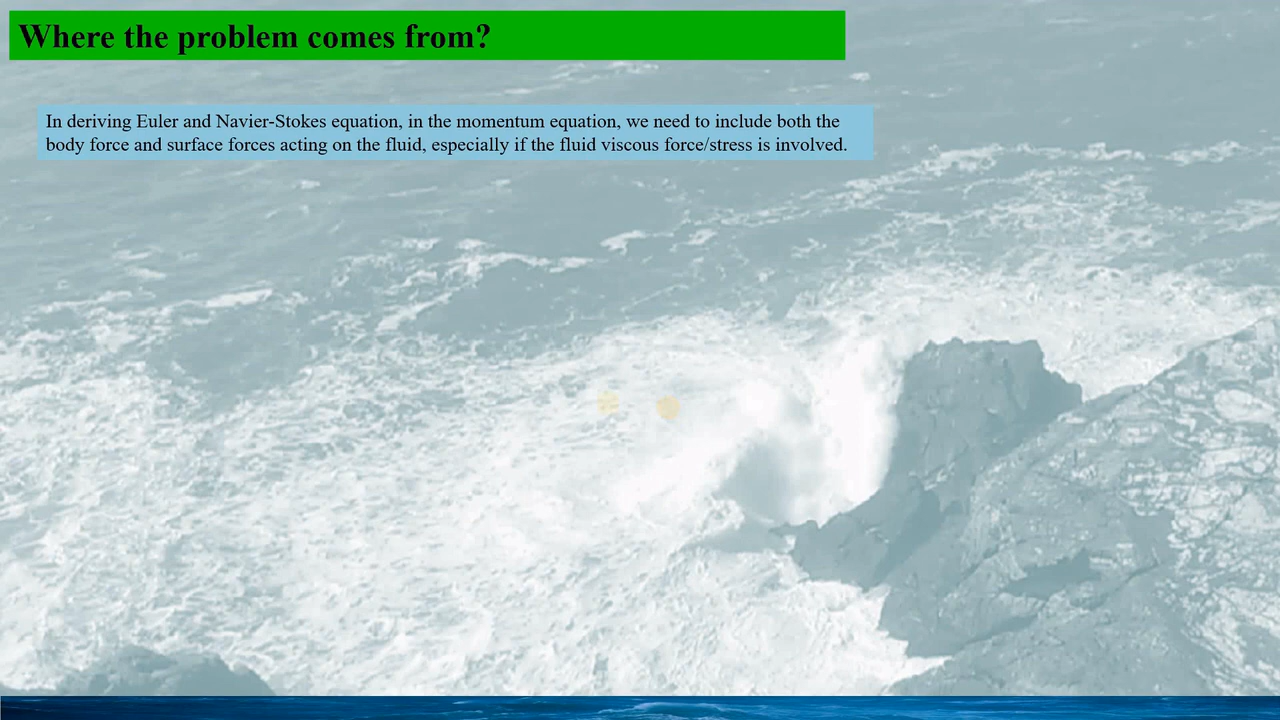 Where the problem comes from?
In deriving Euler and Navier-Stokes equation, in the momentum equation, we need to include both the
body force and surface forces acting on the fluid, especially if the fluid viscous force/stress is involved.